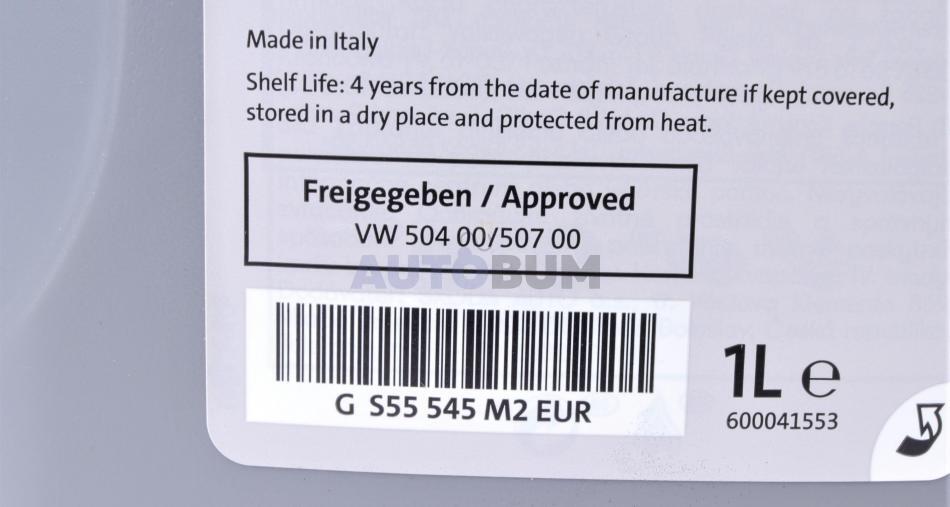 Made in Italy
Shelf Life: 4 years from the date of manufacture if kept covered,
stored in a dry place and protected from heat.
Freigegeben / Approved
VW 504 00/507 00
AUTOBUM
G S55 545 M2 EUR
1L ℮
600041553